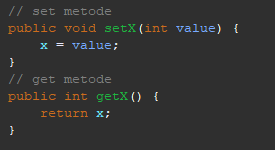 // set metode
public void setX(int value) {
    x = value;
}
// get metode
public int getX() {
    return x;
}